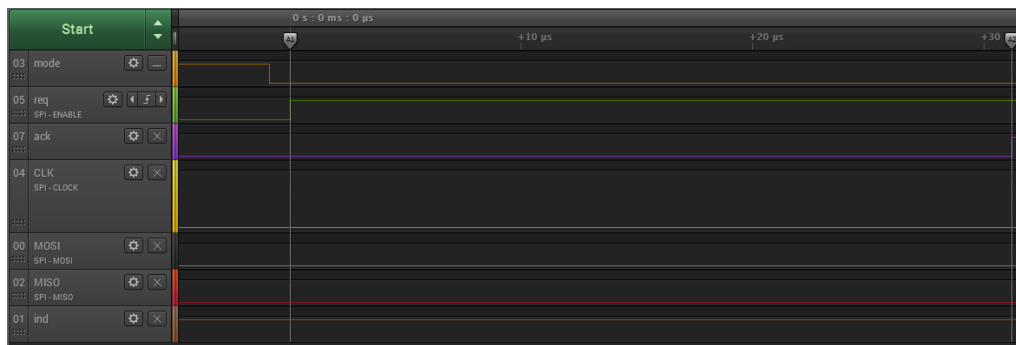 Start
0 s : 0 ms : 0 µs
+10 µs
+20 µs
+30
A1
A2
03 mode
05 req
SPI - ENABLE
07 ack
04 CLK
SPI - CLOCK
00 MOSI
SPI - MOSI
02 MISO
SPI - MISO
01 ind